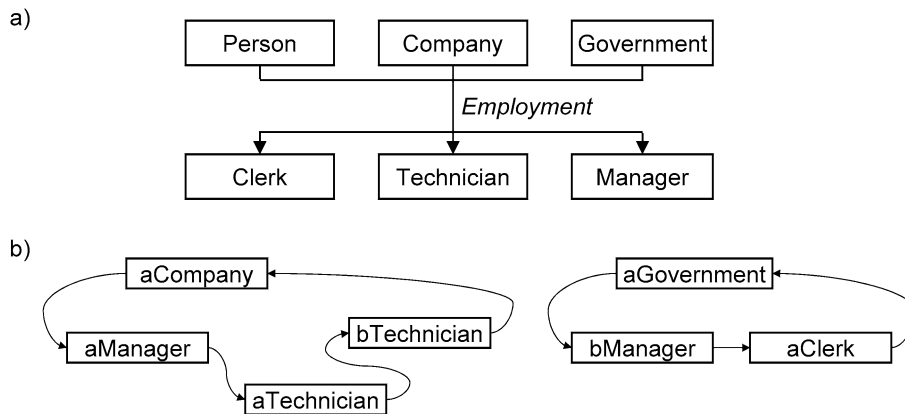 a)
Person Company Government
Employment
Clerk Technician Manager
b)
aCompany aGovernment
bTechnician
aManager bManager aClerk
aTechnician